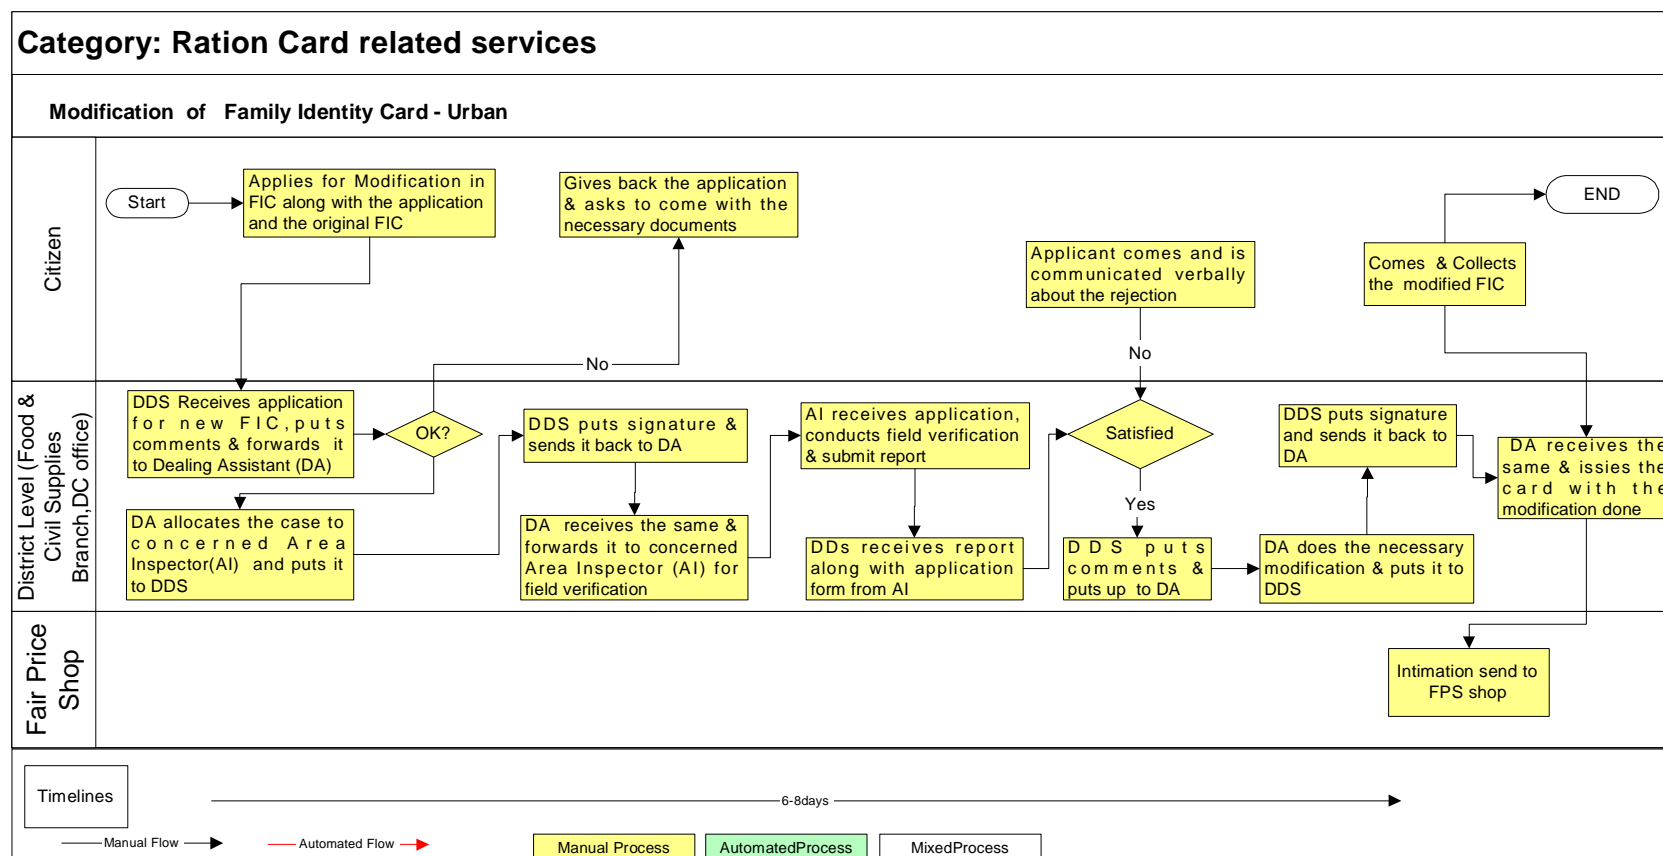 Category: Ration Card related services
Modification of Family Identity Card - Urban
Citizen
Start
Applies for Modification in
FIC along with the application
and the original FIC
Gives back the application
& asks to come with the
necessary documents
Applicant comes and is
communicated verbally
about the rejection
Comes & Collects
the modified FIC
END
No
No
District Level (Food &
Civil Supplies
Branch,DC office)
DDS Receives application
for new FIC,puts
comments & forwards it
to Dealing Assistant (DA)
OK?
DA allocates the case to
concerned Area
Inspector(AI) and puts it
to DDS
DDS puts signature &
sends it back to DA
DA receives the same &
forwards it to concerned
Area Inspector (AI) for
field verification
AI receives application,
conducts field verification
& submit report
DDs receives report
along with application
form from AI
Satisfied
Yes
DDS puts
comments &
puts up to DA
DA does the necessary
modification & puts it to
DDS
DDS puts signature
and sends it back to
DA
DA receives the
same & issies the
card with the
modification done
Fair Price
Shop
Intimation send to
FPS shop
Timelines
6-8days
Manual Flow
Automated Flow
Manual Process
AutomatedProcess
MixedProcess